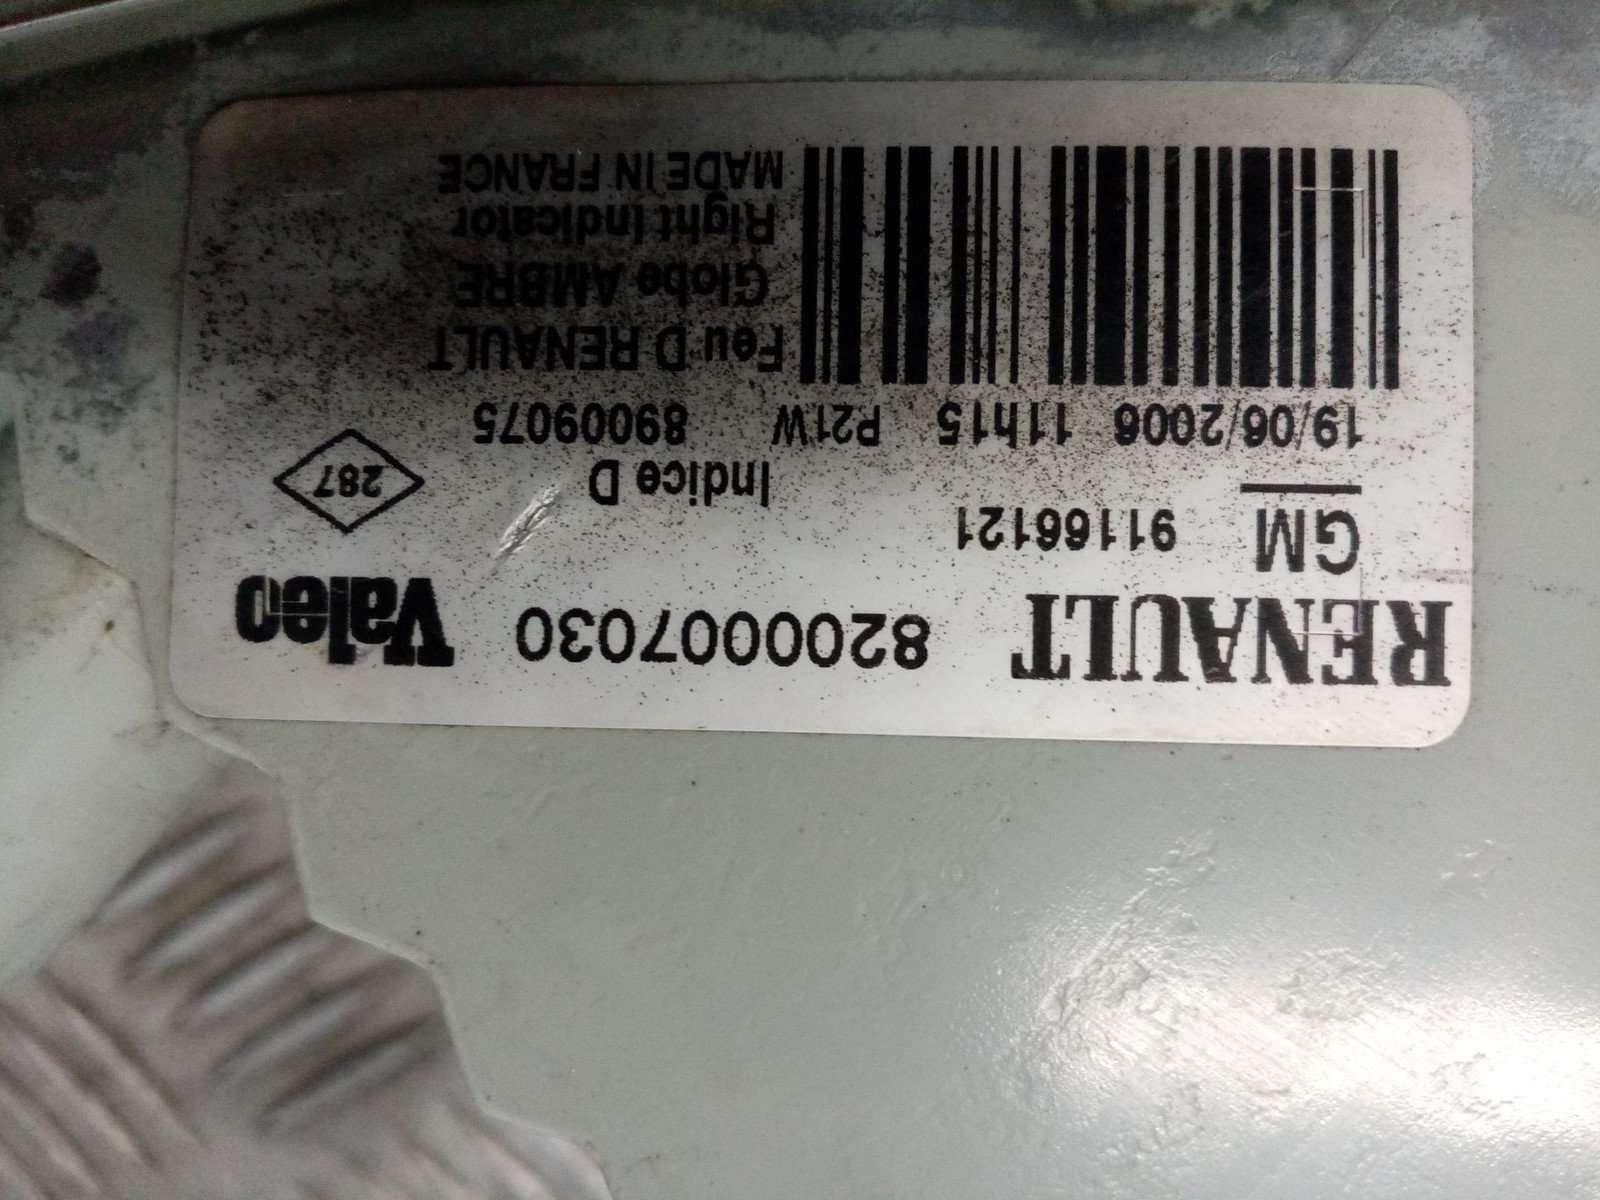 RENAULT 8200007030 Valeo
GM 91166121
Indice D 287
19/06/2006 11h15 P21W 89009075
Feu D RENAULT
Globe AMBRE
Right Indicator
MADE IN FRANCE